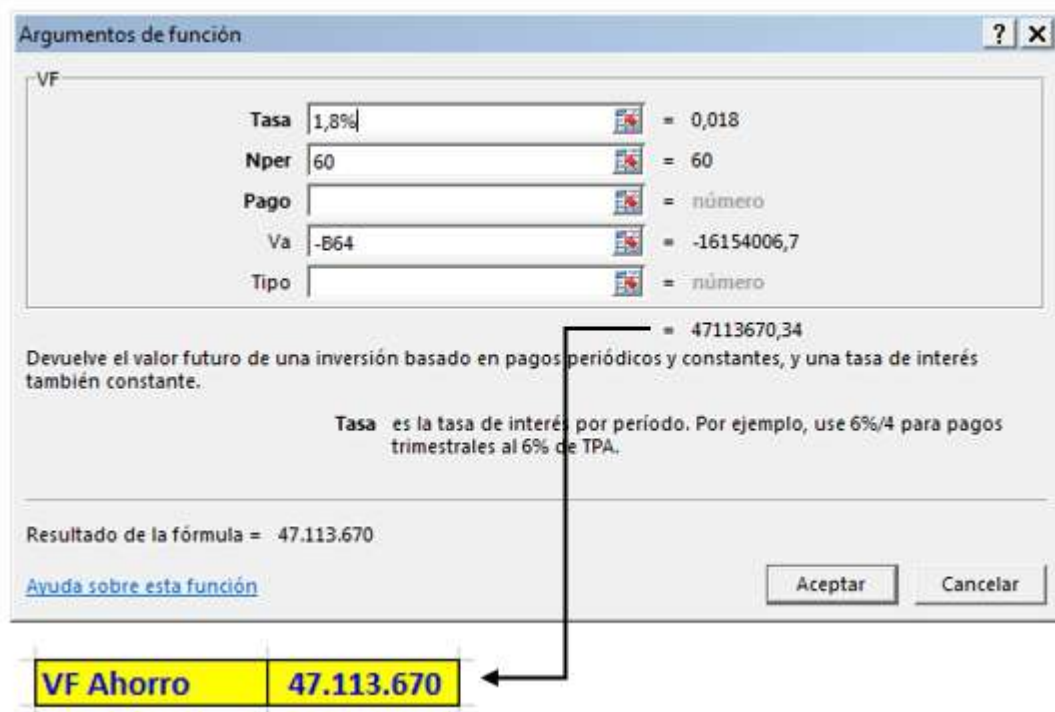 Argumentos de función ? X
VF
Tasa 1,8% = 0,018
Nper 60 = 60
Pago = número
Va -B64 = -16154006,7
Tipo = número
= 47113670,34
Devuelve el valor futuro de una inversión basado en pagos periódicos y constantes, y una tasa de interés
también constante.
Tasa es la tasa de interés por período. Por ejemplo, use 6%/4 para pagos
trimestrales al 6% de TPA.
Resultado de la fórmula = 47.113.670
Ayuda sobre esta función Aceptar Cancelar
VF Ahorro 47.113.670